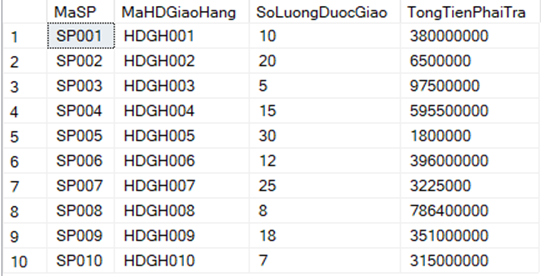 MaSP MaHDGiaoHang SoLuongDuocGiao TongTienPhaiTra
1 SP001 HDGH001 10 380000000
2 SP002 HDGH002 20 6500000
3 SP003 HDGH003 5 97500000
4 SP004 HDGH004 15 595500000
5 SP005 HDGH005 30 1800000
6 SP006 HDGH006 12 396000000
7 SP007 HDGH007 25 3225000
8 SP008 HDGH008 8 786400000
9 SP009 HDGH009 18 351000000
10 SP010 HDGH010 7 315000000